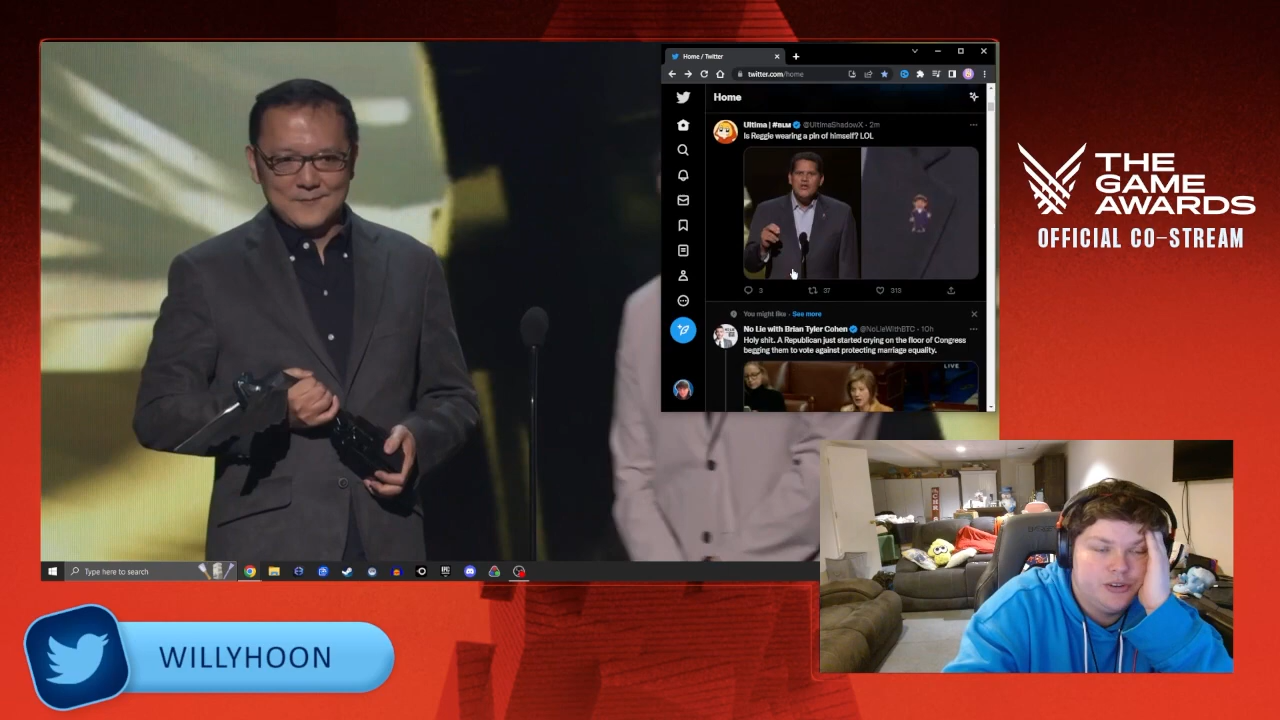 Home / Twitter
twitter.com/home
Home
Ultima | #BLM @UltimaShadowX · 2m
Is Reggie wearing a pin of himself? LOL
3 37 313
You might like · See more
No Lie with Brian Tyler Cohen @NoLieWithBTC · 10h
Holy shit. A Republican just started crying on the floor of Congress
begging them to vote against protecting marriage equality.
LIVE
THE
GAME
AWARDS
OFFICIAL CO-STREAM
Type here to search
EPIC
WILLYHOON